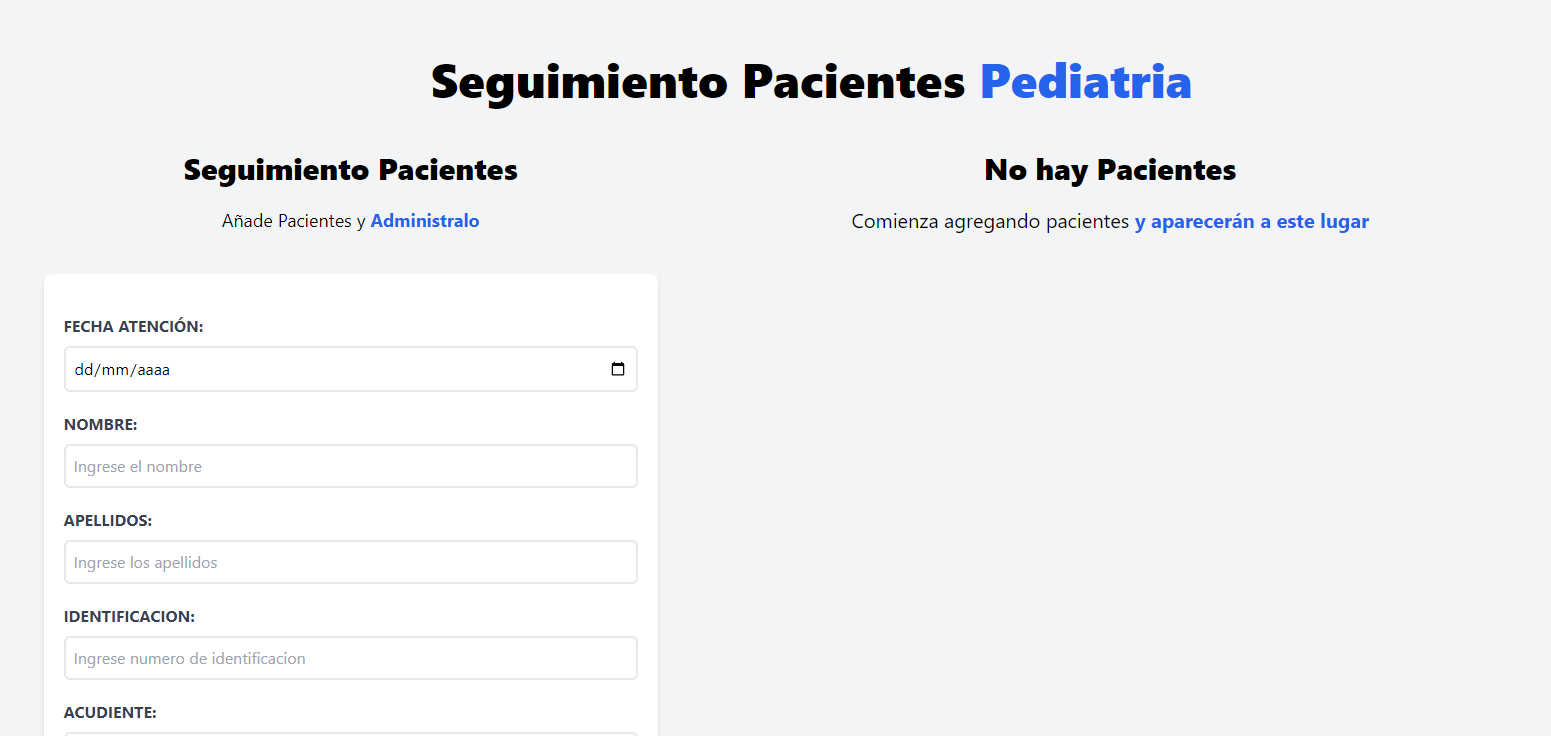 Seguimiento Pacientes Pediatria
Seguimiento Pacientes
Añade Pacientes y Administralo
No hay Pacientes
Comienza agregando pacientes y aparecerán a este lugar
FECHA ATENCIÓN:
dd/mm/aaaa
NOMBRE:
Ingrese el nombre
APELLIDOS:
Ingrese los apellidos
IDENTIFICACION:
Ingrese numero de identificacion
ACUDIENTE: